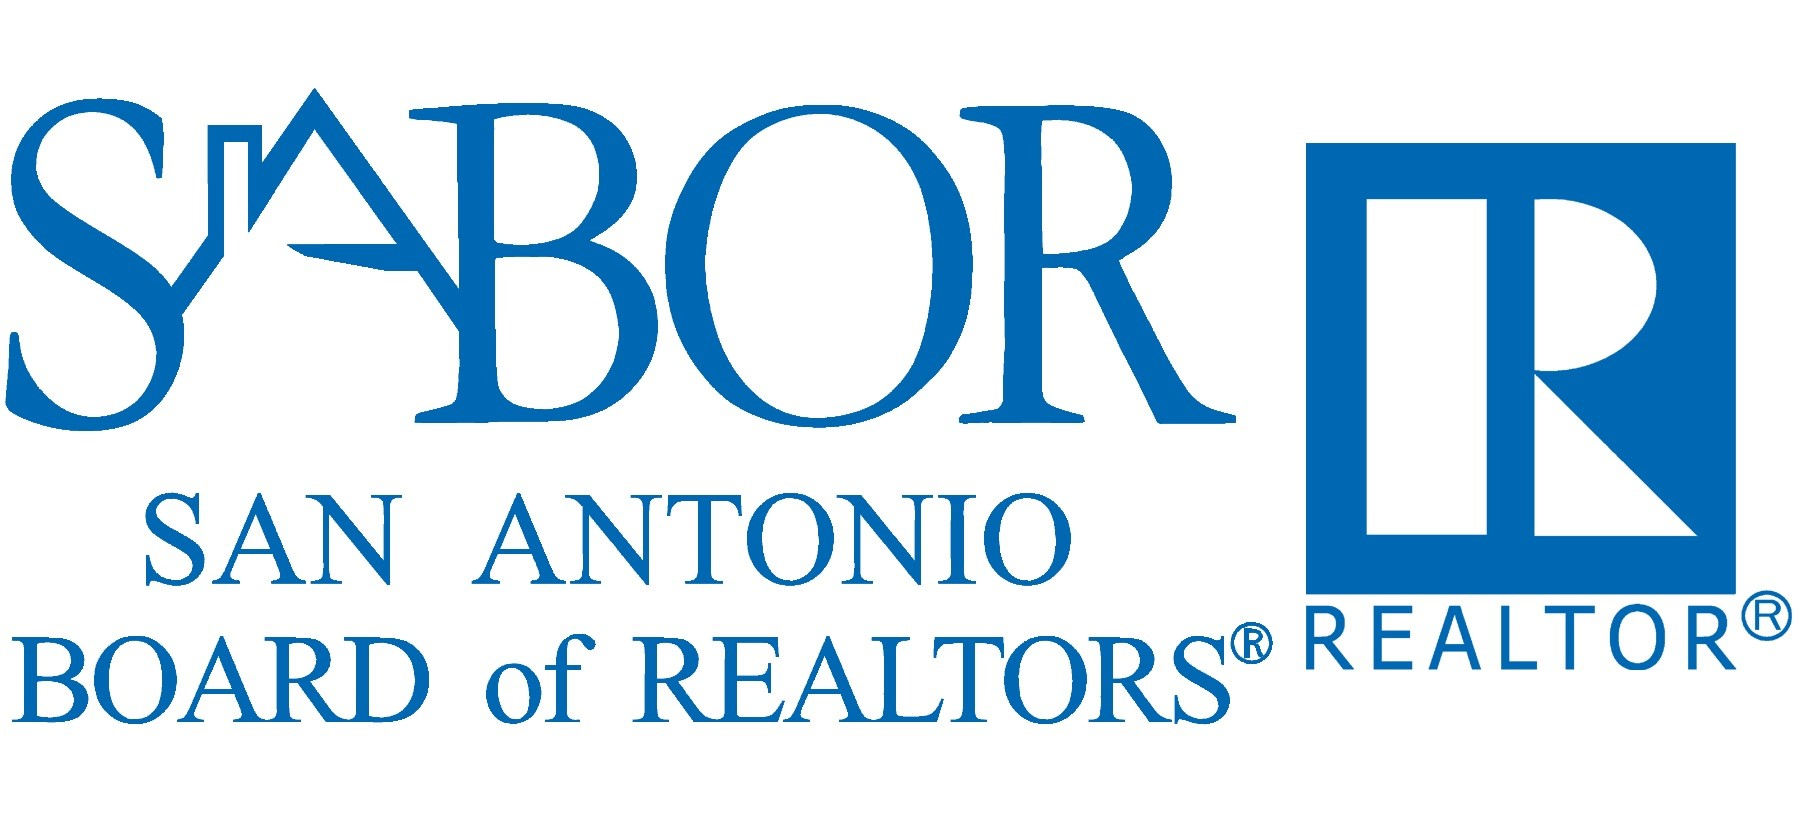 SABOR
SAN ANTONIO
BOARD of REALTORS®
R
REALTOR®